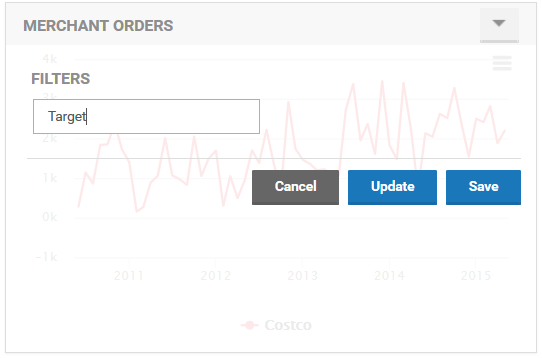 MERCHANT ORDERS
4k
FILTERS
3k
Target
2k
1k
Cancel Update Save
0k
-1k
2011 2012 2013 2014 2015
Costco